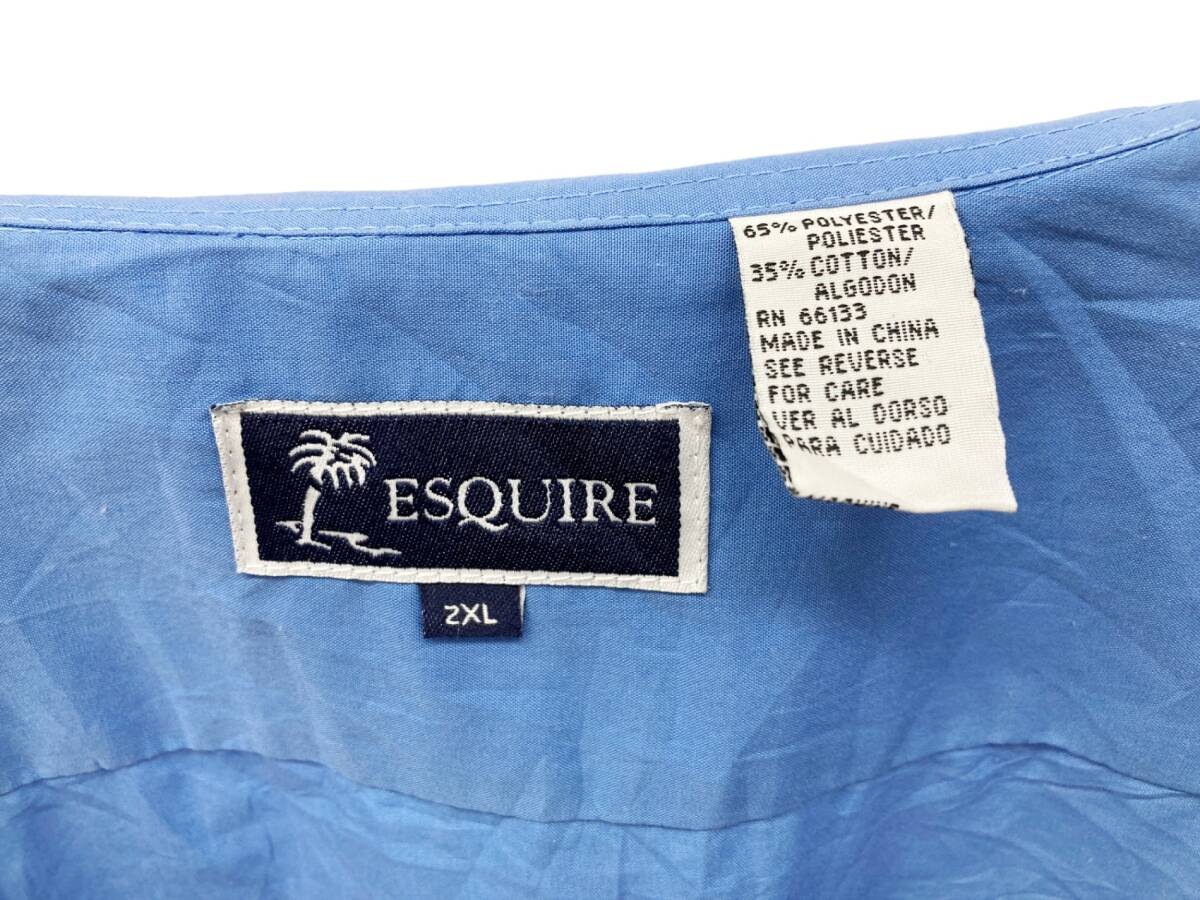 65% POLYESTER/
POLIESTER
35% COTTON/
ALGODON
RN 66133
MADE IN CHINA
SEE REVERSE
FOR CARE
VER AL DORSO
PARA CUIDADO
ESQUIRE
2XL